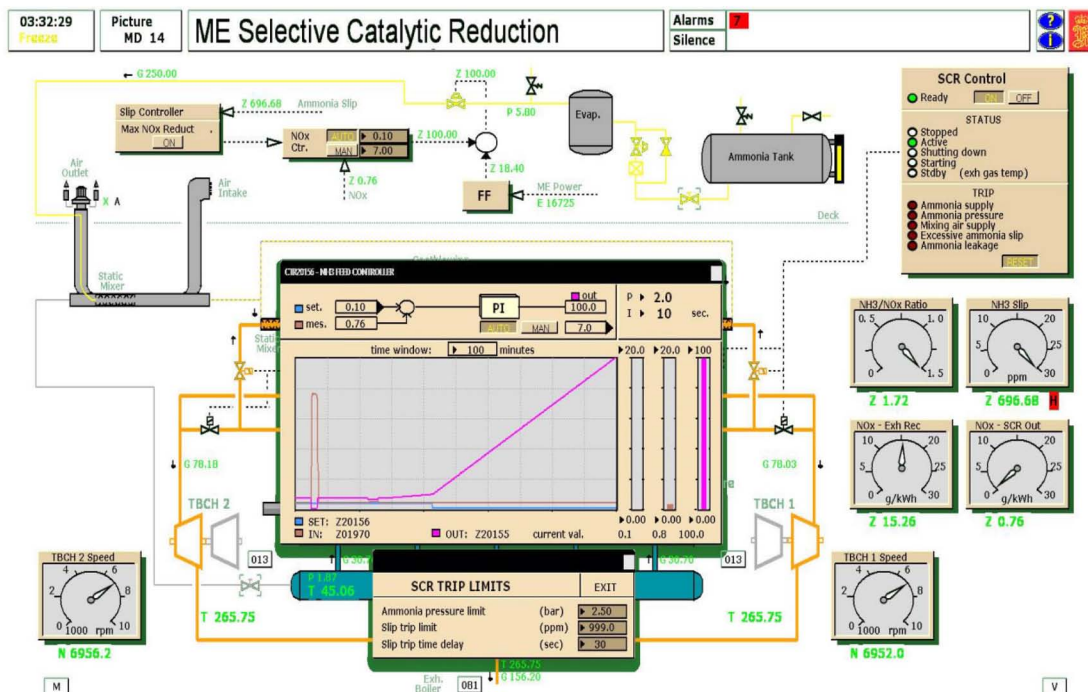 03:32:29
Freeze
Picture
MD 14
ME Selective Catalytic Reduction
Alarms 7
Silence
G 250.00
Z 100.00
Slip Controller
Max NOx Reduct .
ON
Z 696.68 Ammonia Slip
NOx
Ctr.
AUTO 0.10
MAN 7.00
Z 100.00
Z 0.76
NOx
P 5.80
Evap.
Z 18.40
FF
ME Power
E 16725
Ammonia Tank
Deck
Air
Outlet
X A
Air
Intake
Static
Mixer
SCR Control
Ready ON OFF
STATUS
Stopped
Active
Shutting down
Starting
Stdby (exh gas temp)
TRIP
Ammonia supply
Ammonia pressure
Mixing air supply
Excessive ammonia slip
Ammonia leakage
RESET
NH3/NOx Ratio
0.5 1.0
0 1.5
Z 1.72
NH3 Slip
10 20
5 25
0 30
ppm
Z 696.68 H
NOx - Exh Rec
10 20
5 25
0 30
g/kWh
Z 15.26
NOx - SCR Out
10 20
5 25
0 30
g/kWh
Z 0.76
NH3 FEED CONTROLLER
set. 0.10
mes. 0.76
PI
AUTO MAN
out
100.0
7.0
P 2.0
I 10 sec.
time window: 100 minutes
20.0 20.0 100
0.00 0.00 0.00
SET: Z20156
IN: Z01970
OUT: Z20155
current val.
0.1 0.8 100.0
G 78.18
TBCH 2
013
G 78.03
TBCH 1
013
P 1.87
T 45.06
T 265.75
T 265.75
TBCH 2 Speed
4 6
2 8
0 10
1000 rpm
N 6956.2
TBCH 1 Speed
4 6
2 8
0 10
1000 rpm
N 6952.0
SCR TRIP LIMITS
EXIT
Ammonia pressure limit (bar) 2.50
Slip trip limit (ppm) 999.0
Slip trip time delay (sec) 30
T 265.75
G 156.20
Exh.
Boiler
081
M
V